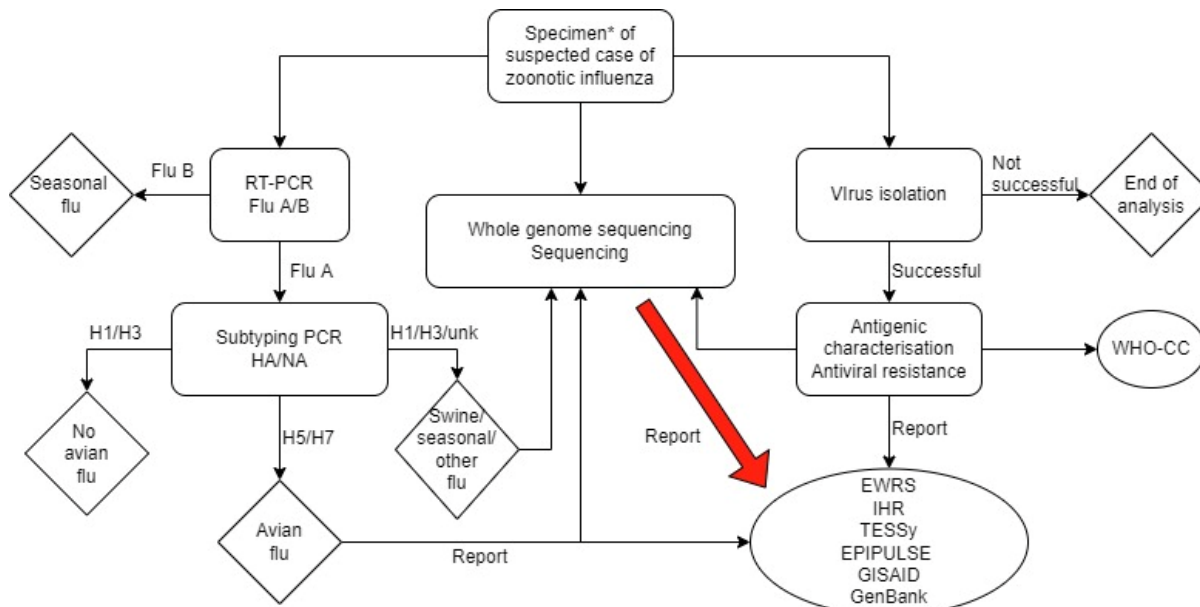 Specimen* of
suspected case of
zoonotic influenza
Flu B
Seasonal
flu
RT-PCR
Flu A/B
Whole genome sequencing
Sequencing
VIrus isolation
Not
successful
End of
analysis
Flu A
Successful
H1/H3
Subtyping PCR
HA/NA
H1/H3/unk
Antigenic
characterisation
Antiviral resistance
WHO-CC
No
avian
flu
H5/H7
Swine/
seasonal/
other
flu
Report
Report
Avian
flu
Report
EWRS
IHR
TESSy
EPIPULSE
GISAID
GenBank